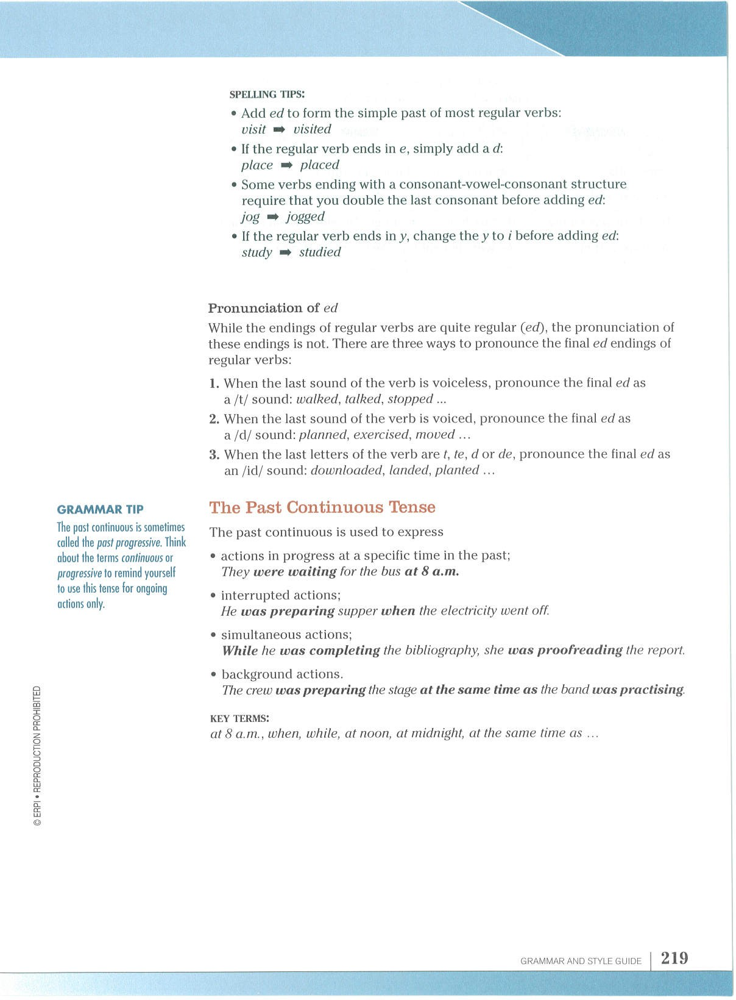 SPELLING TIPS:
• Add ed to form the simple past of most regular verbs:
visit ➡ visited
• If the regular verb ends in e, simply add a d:
place ➡ placed
• Some verbs ending with a consonant-vowel-consonant structure
require that you double the last consonant before adding ed:
jog ➡ jogged
• If the regular verb ends in y, change the y to i before adding ed:
study ➡ studied
Pronunciation of ed
While the endings of regular verbs are quite regular (ed), the pronunciation of
these endings is not. There are three ways to pronounce the final ed endings of
regular verbs:
1. When the last sound of the verb is voiceless, pronounce the final ed as
a /t/ sound: walked, talked, stopped ...
2. When the last sound of the verb is voiced, pronounce the final ed as
a /d/ sound: planned, exercised, moved ...
3. When the last letters of the verb are t, te, d or de, pronounce the final ed as
an /id/ sound: downloaded, landed, planted ...
GRAMMAR TIP
The past continuous is sometimes
called the past progressive. Think
about the terms continuous or
progressive to remind yourself
to use this tense for ongoing
actions only.
The Past Continuous Tense
The past continuous is used to express
• actions in progress at a specific time in the past;
They were waiting for the bus at 8 a.m.
• interrupted actions;
He was preparing supper when the electricity went off.
• simultaneous actions;
While he was completing the bibliography, she was proofreading the report.
• background actions.
The crew was preparing the stage at the same time as the band was practising.
KEY TERMS:
at 8 a.m., when, while, at noon, at midnight, at the same time as ...
© ERPI • REPRODUCTION PROHIBITED
GRAMMAR AND STYLE GUIDE 219